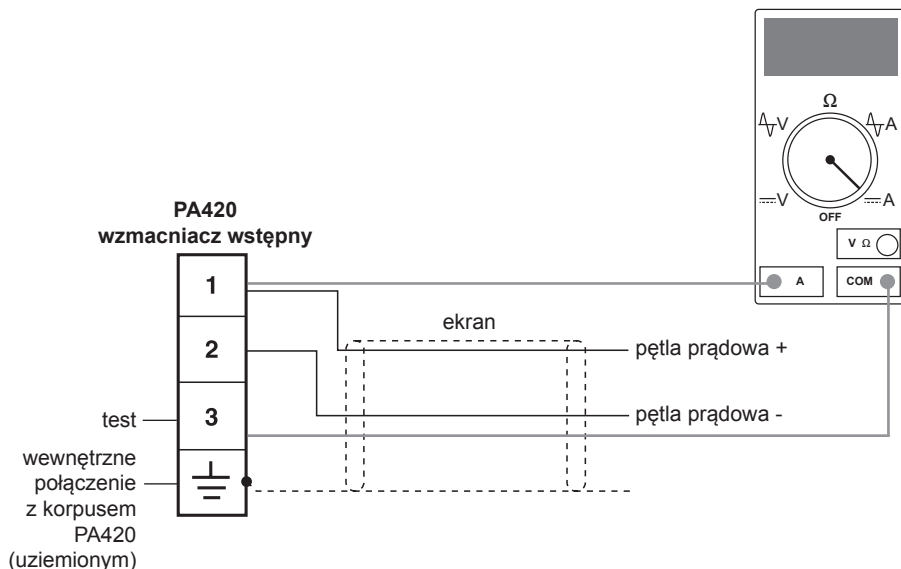 Ω
V
A
V
A
OFF
V Ω
A
COM
PA420
wzmacniacz wstępny
1
2
3
ekran
pętla prądowa +
pętla prądowa -
test
wewnętrzne
połączenie
z korpusem
PA420
(uziemionym)